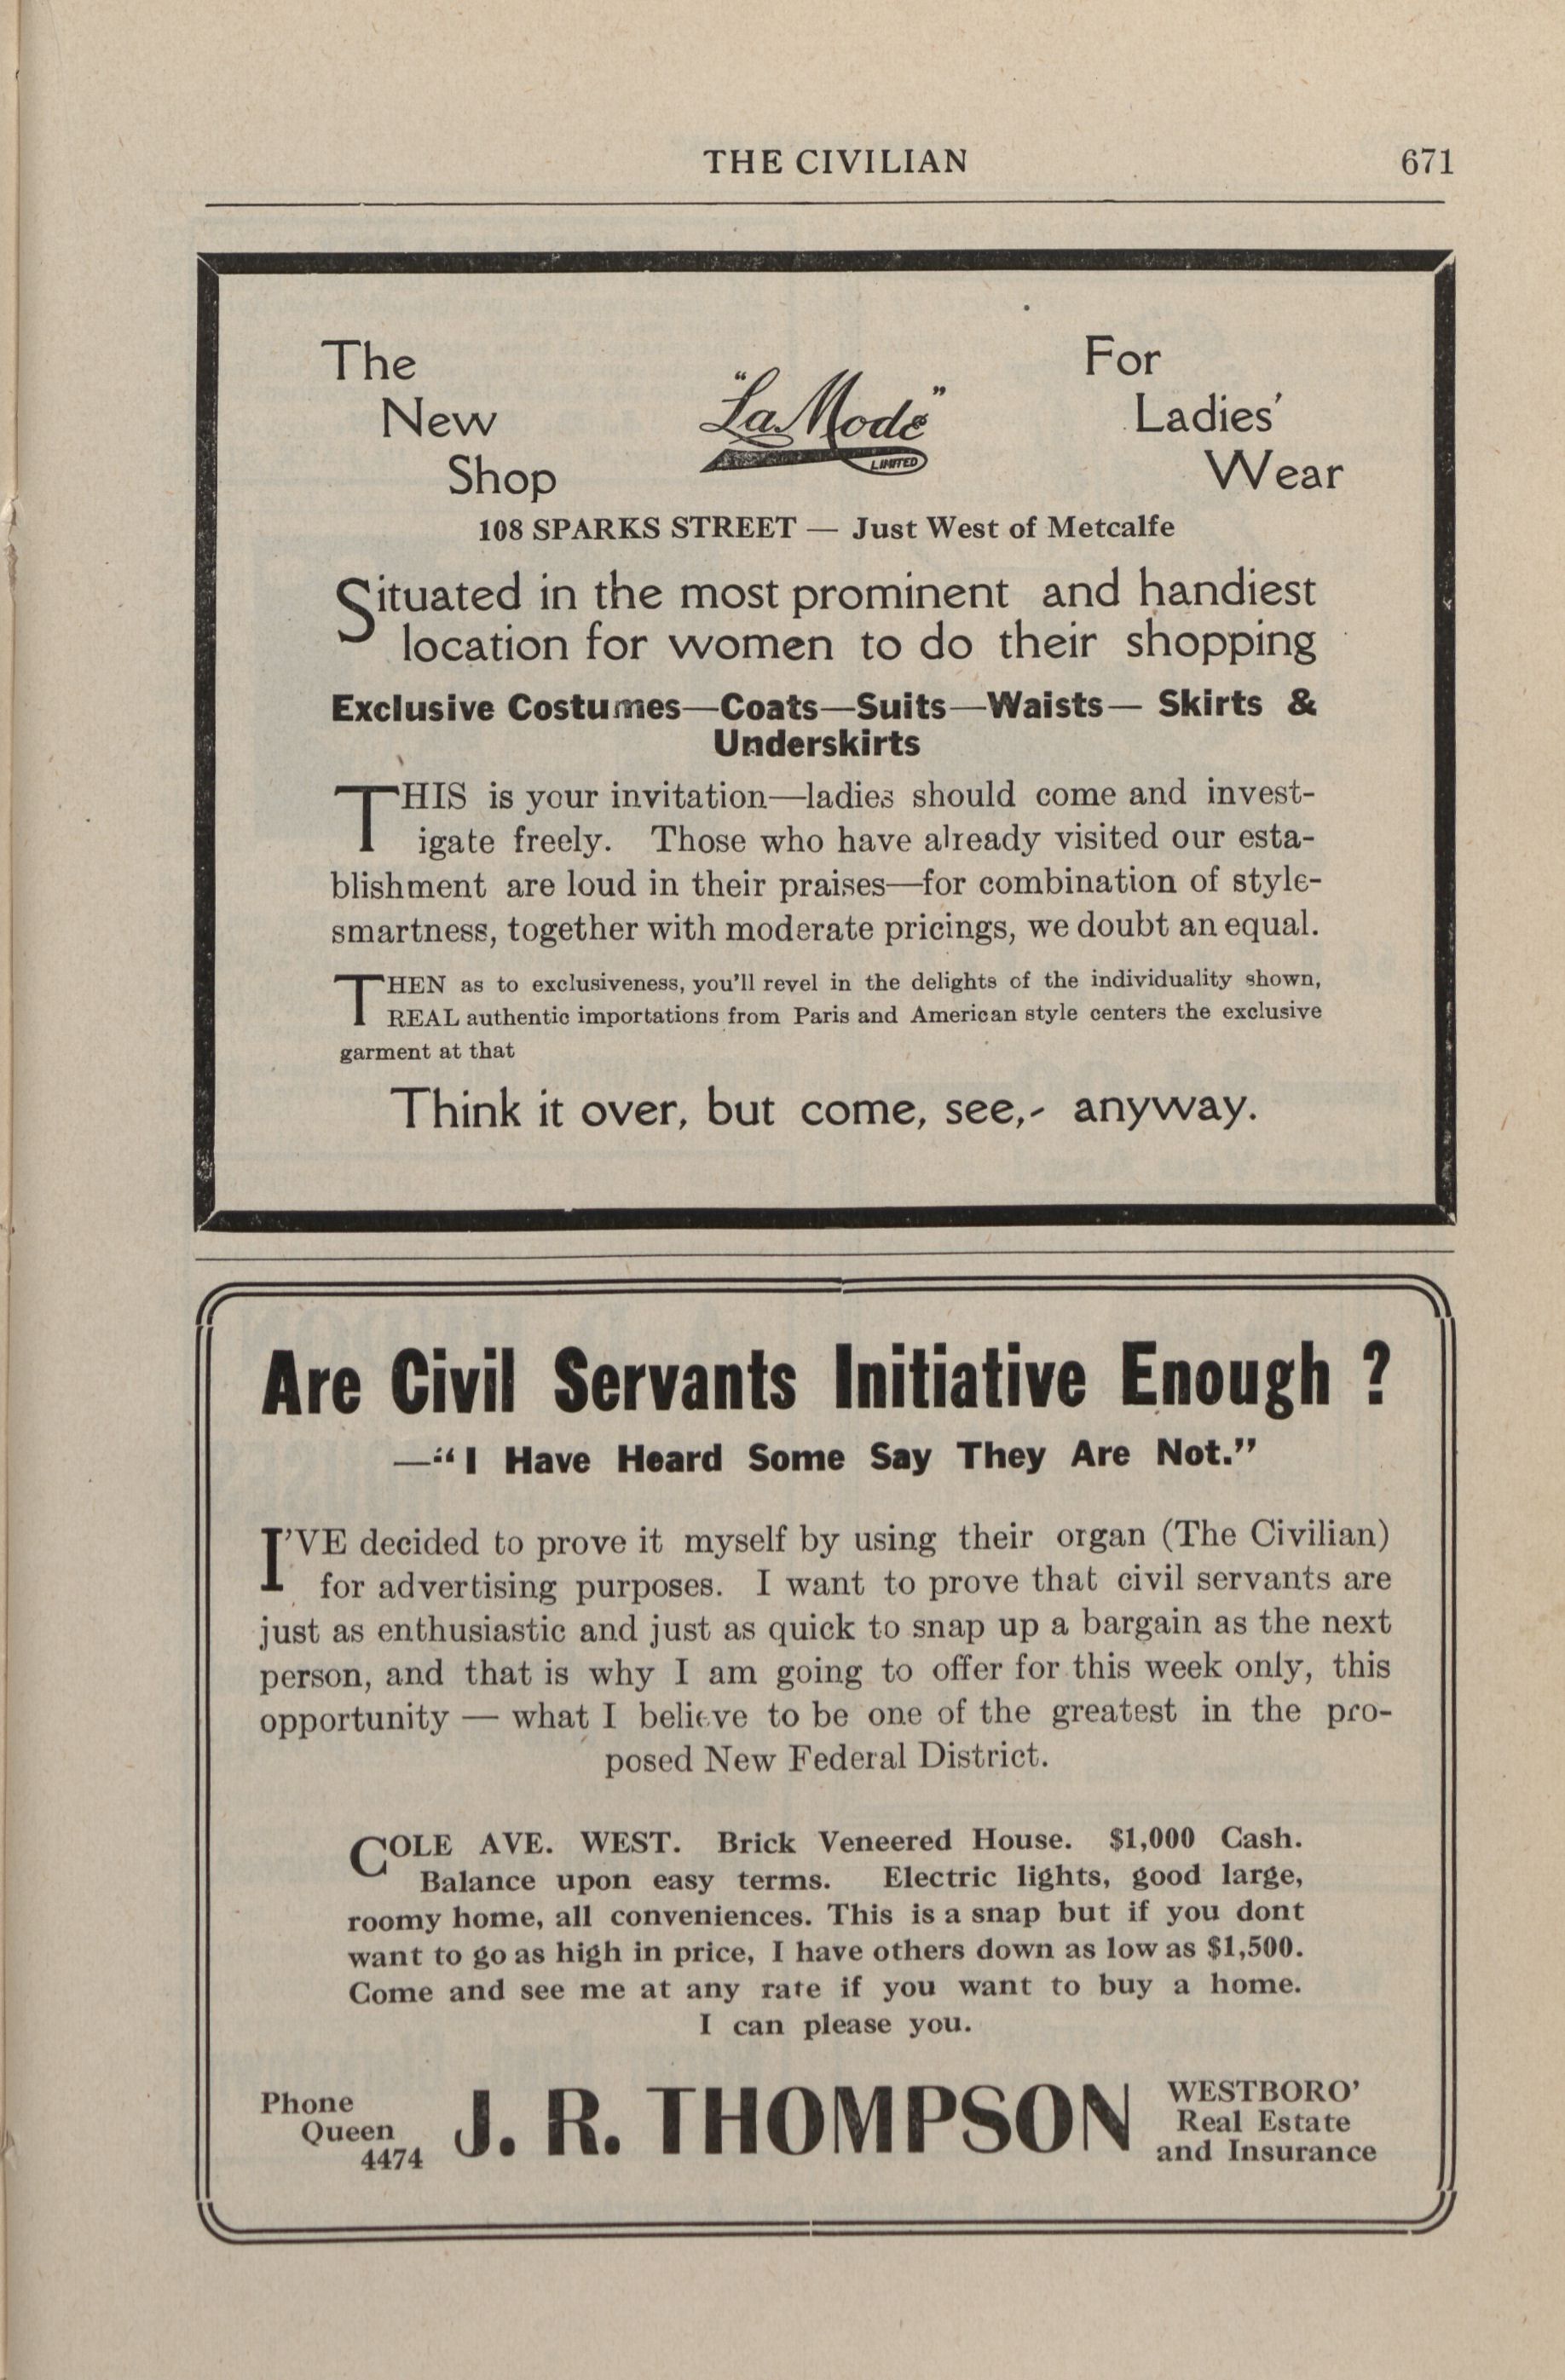 THE CIVILIAN 671
The
New
Shop
"La Mode"
LIMITED
For
Ladies'
Wear
108 SPARKS STREET — Just West of Metcalfe
Situated in the most prominent and handiest
location for women to do their shopping
Exclusive Costumes—Coats—Suits—Waists— Skirts &
Underskirts
THIS is your invitation—ladies should come and invest-
igate freely. Those who have already visited our esta-
blishment are loud in their praises—for combination of style-
smartness, together with moderate pricings, we doubt an equal.
THEN as to exclusiveness, you'll revel in the delights of the individuality shown,
REAL authentic importations from Paris and American style centers the exclusive
garment at that
Think it over, but come, see,- anyway.
Are Civil Servants Initiative Enough ?
—"I Have Heard Some Say They Are Not."
I'VE decided to prove it myself by using their organ (The Civilian)
for advertising purposes. I want to prove that civil servants are
just as enthusiastic and just as quick to snap up a bargain as the next
person, and that is why I am going to offer for this week only, this
opportunity — what I believe to be one of the greatest in the pro-
posed New Federal District.
COLE AVE. WEST. Brick Veneered House. $1,000 Cash.
Balance upon easy terms. Electric lights, good large,
roomy home, all conveniences. This is a snap but if you dont
want to go as high in price, I have others down as low as $1,500.
Come and see me at any rate if you want to buy a home.
I can please you.
Phone
Queen
4474
J. R. THOMPSON
WESTBORO'
Real Estate
and Insurance